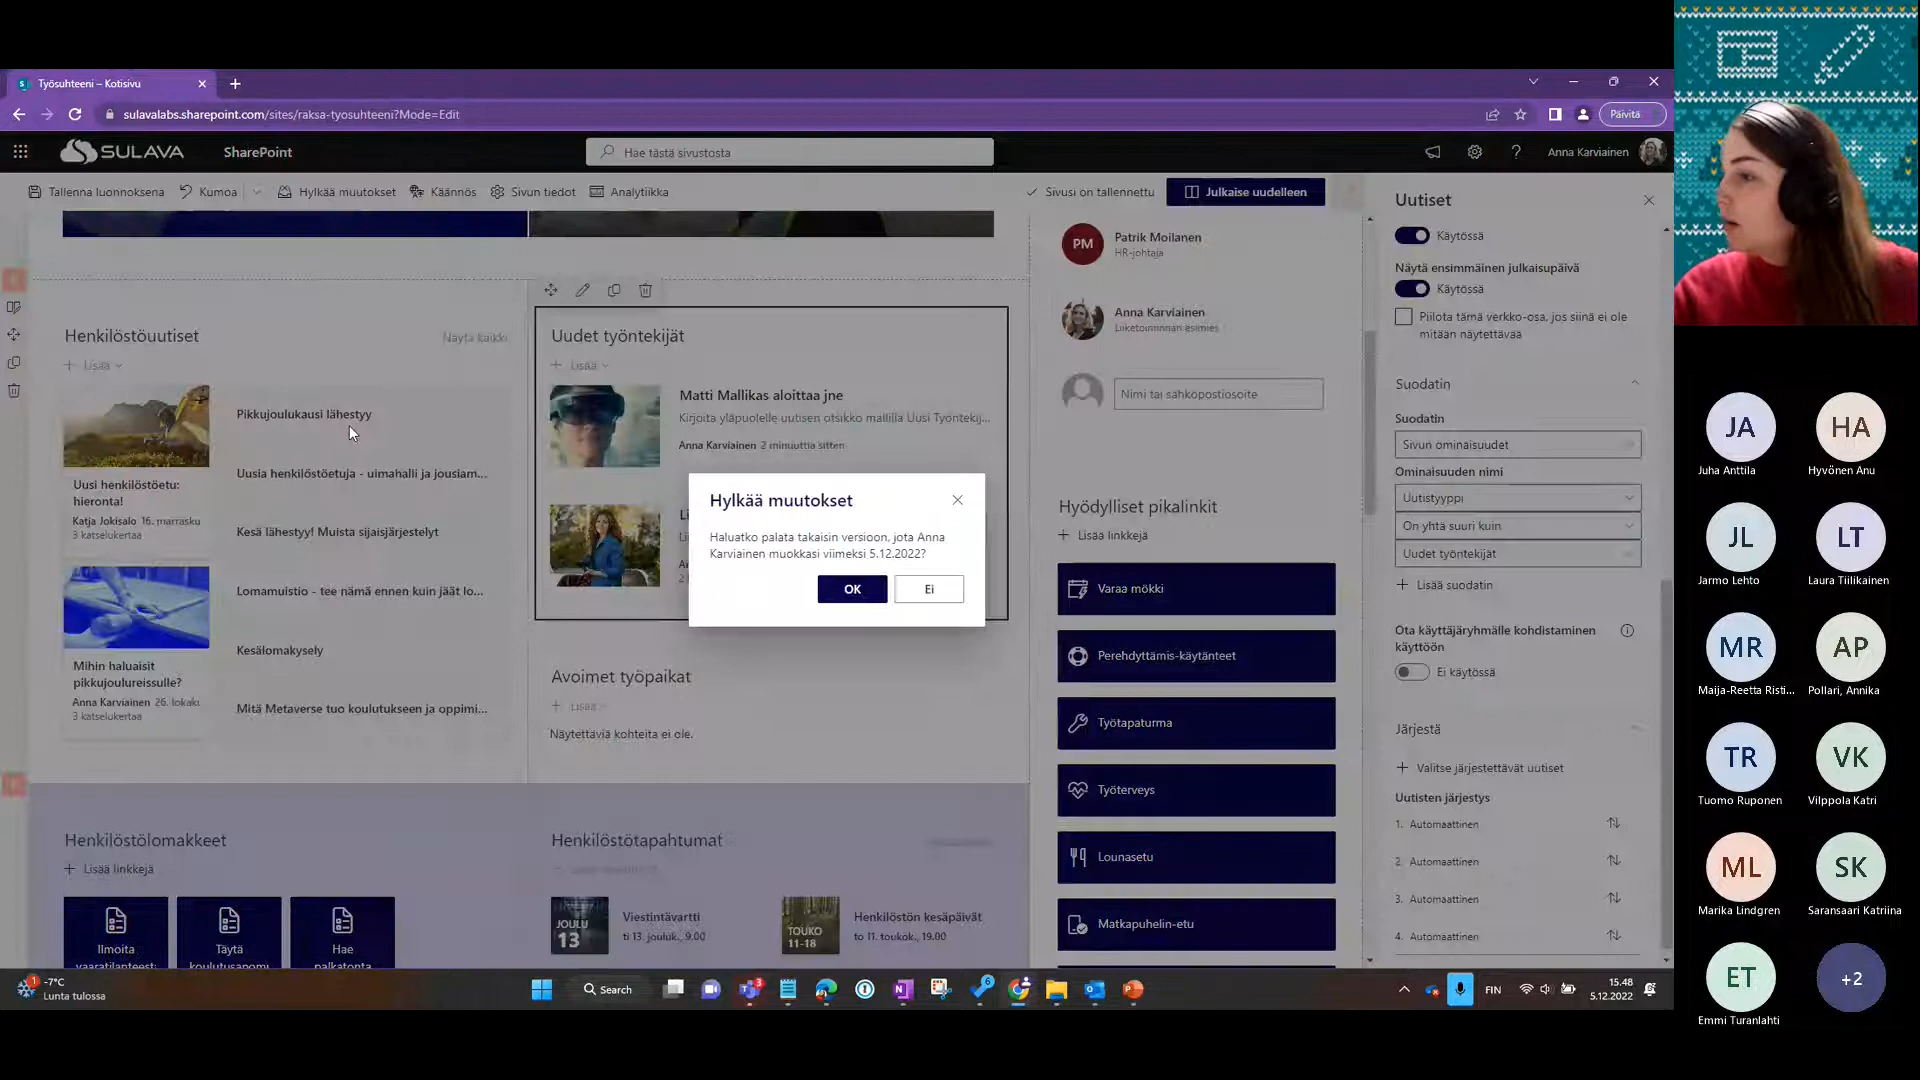 Työsuhteeni – Kotisivu
sulavalabs.sharepoint.com/sites/raksa-tyosuhteeni?Mode=Edit
Päivitä
SULAVA
SharePoint
Hae tästä sivustosta
?
Anna Karviainen
Tallenna luonnoksena
Kumoa
Hylkää muutokset
Käännös
Sivun tiedot
Analytiikka
Sivusi on tallennettu
Julkaise uudelleen
Henkilöstöuutiset
Näytä kaikki
Lisää
Uusi henkilöstöetu:
hieronta!
Katja Jokisalo 16. marrasku
3 katselukertaa
Mihin haluaisit
pikkujoulureissulle?
Anna Karviainen 26. lokaku
3 katselukertaa
Pikkujoulukausi lähestyy
Uusia henkilöstöetuja - uimahalli ja jousiam...
Kesä lähestyy! Muista sijaisjärjestelyt
Lomamuistio - tee nämä ennen kuin jäät lo...
Kesälomakysely
Mitä Metaverse tuo koulutukseen ja oppimi...
Uudet työntekijät
Lisää
Matti Mallikas aloittaa jne
Kirjoita yläpuolelle uutisen otsikko mallilla Uusi Työntekij...
Anna Karviainen 2 minuuttia sitten
Hylkää muutokset
Haluatko palata takaisin versioon, jota Anna
Karviainen muokkasi viimeksi 5.12.2022?
OK
Ei
Avoimet työpaikat
Lisää
Näytettäviä kohteita ei ole.
Henkilöstölomakkeet
Lisää linkkejä
Ilmoita
vaaratilanteest
Täytä
koulutusanomu
Hae
palkatonta
Henkilöstötapahtumat
JOULU
13
Viestintävartti
ti 13. jouluk., 9.00
TOUKO
11-18
Henkilöstön kesäpäivät
to 11. toukok., 19.00
PM
Patrik Moilanen
HR-johtaja
Anna Karviainen
Liiketoiminnan esimies
Nimi tai sähköpostiosoite
Hyödylliset pikalinkit
Lisää linkkejä
Varaa mökki
Perehdyttämis-käytänteet
Työtapaturma
Työterveys
Lounasetu
Matkapuhelin-etu
Uutiset
Käytössä
Näytä ensimmäinen julkaisupäivä
Käytössä
Piilota tämä verkko-osa, jos siinä ei ole
mitään näytettävää
Suodatin
Suodatin
Sivun ominaisuudet
Ominaisuuden nimi
Uutistyyppi
On yhtä suuri kuin
Uudet työntekijät
Lisää suodatin
Ota käyttäjäryhmälle kohdistaminen
käyttöön
Ei käytössä
Järjestä
Valitse järjestettävät uutiset
Uutisten järjestys
1. Automaattinen
2. Automaattinen
3. Automaattinen
4. Automaattinen
-7°C
Lunta tulossa
Search
FIN
15.48
5.12.2022
JA
Juha Anttila
HA
Hyvönen Anu
JL
Jarmo Lehto
LT
Laura Tiilikainen
MR
Maija-Reetta Risti...
AP
Pollari, Annika
TR
Tuomo Ruponen
VK
Vilppola Katri
ML
Marika Lindgren
SK
Saransaari Katriina
ET
Emmi Turanlahti
+2